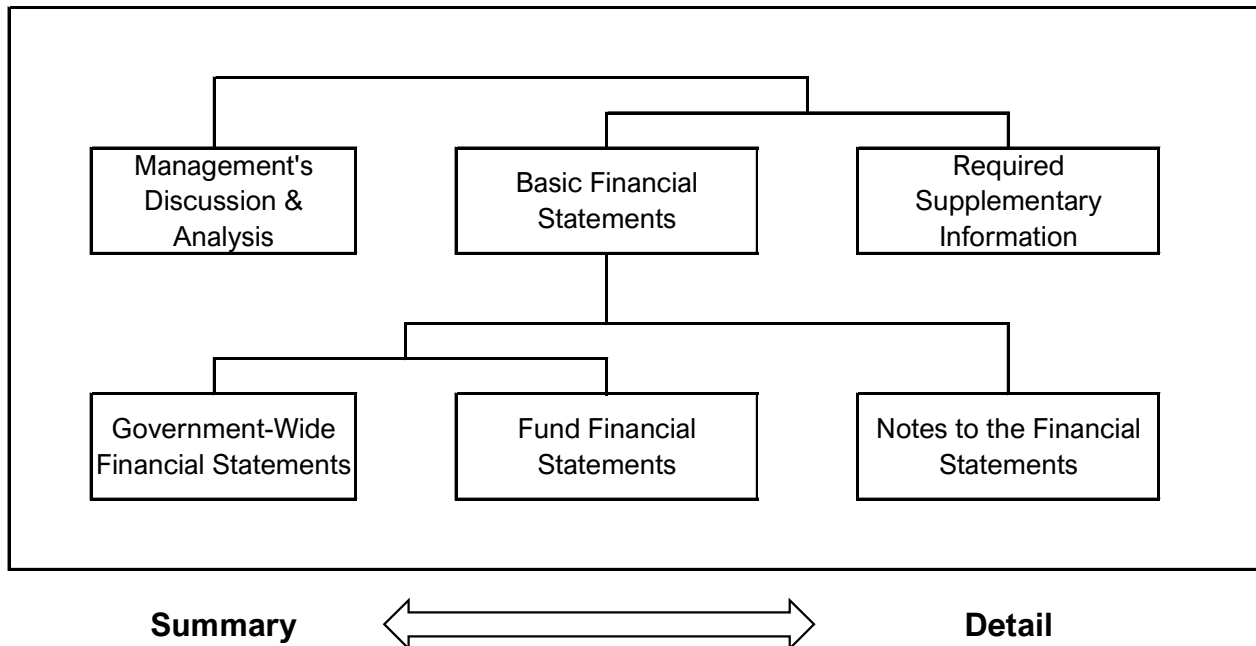 Management's
Discussion &
Analysis
Basic Financial
Statements
Required
Supplementary
Information
Government-Wide
Financial Statements
Fund Financial
Statements
Notes to the Financial
Statements
Summary
Detail